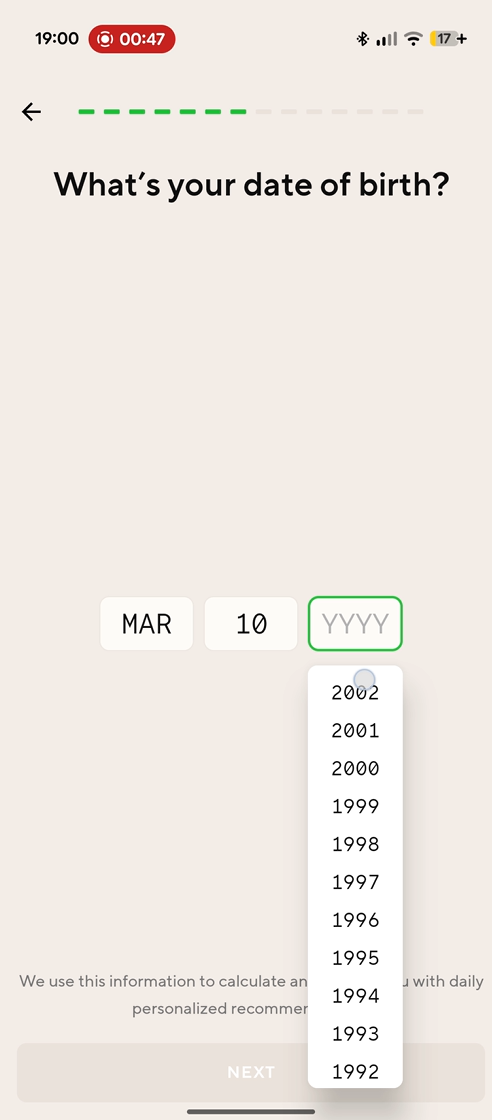 19:00
00:47
17+
What's your date of birth?
MAR 10 YYYY
2002
2001
2000
1999
1998
1997
1996
1995
1994
1993
1992
We use this information to calculate an with daily
personalized
NEXT